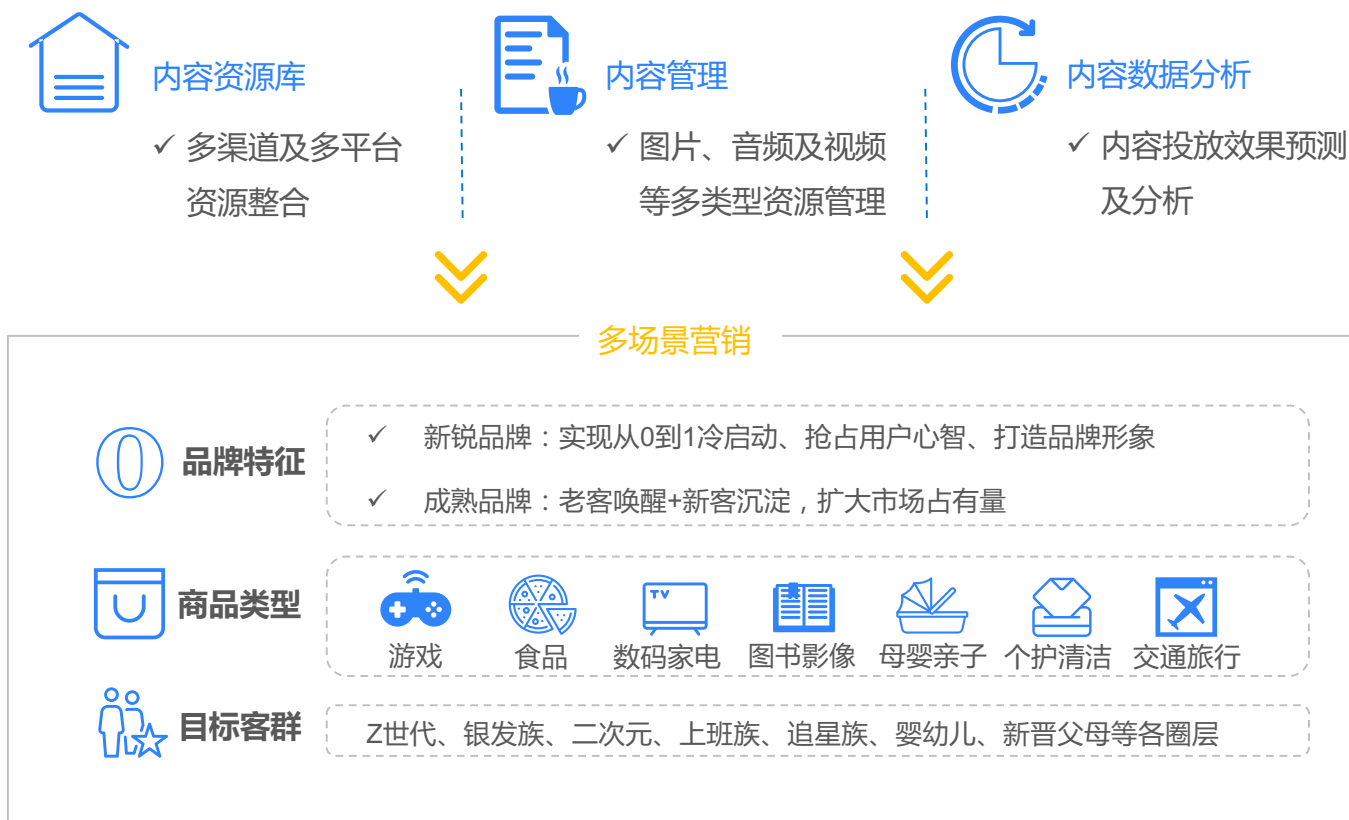 内容资源库
✓ 多渠道及多平台
资源整合
内容管理
✓ 图片、音频及视频
等多类型资源管理
内容数据分析
✓ 内容投放效果预测
及分析
多场景营销
0
品牌特征
✓ 新锐品牌：实现从0到1冷启动、抢占用户心智、打造品牌形象
✓ 成熟品牌：老客唤醒+新客沉淀，扩大市场占有量
商品类型
TV
游戏 食品 数码家电 图书影像 母婴亲子 个护清洁 交通旅行
目标客群
Z世代、银发族、二次元、上班族、追星族、婴幼儿、新晋父母等各圈层